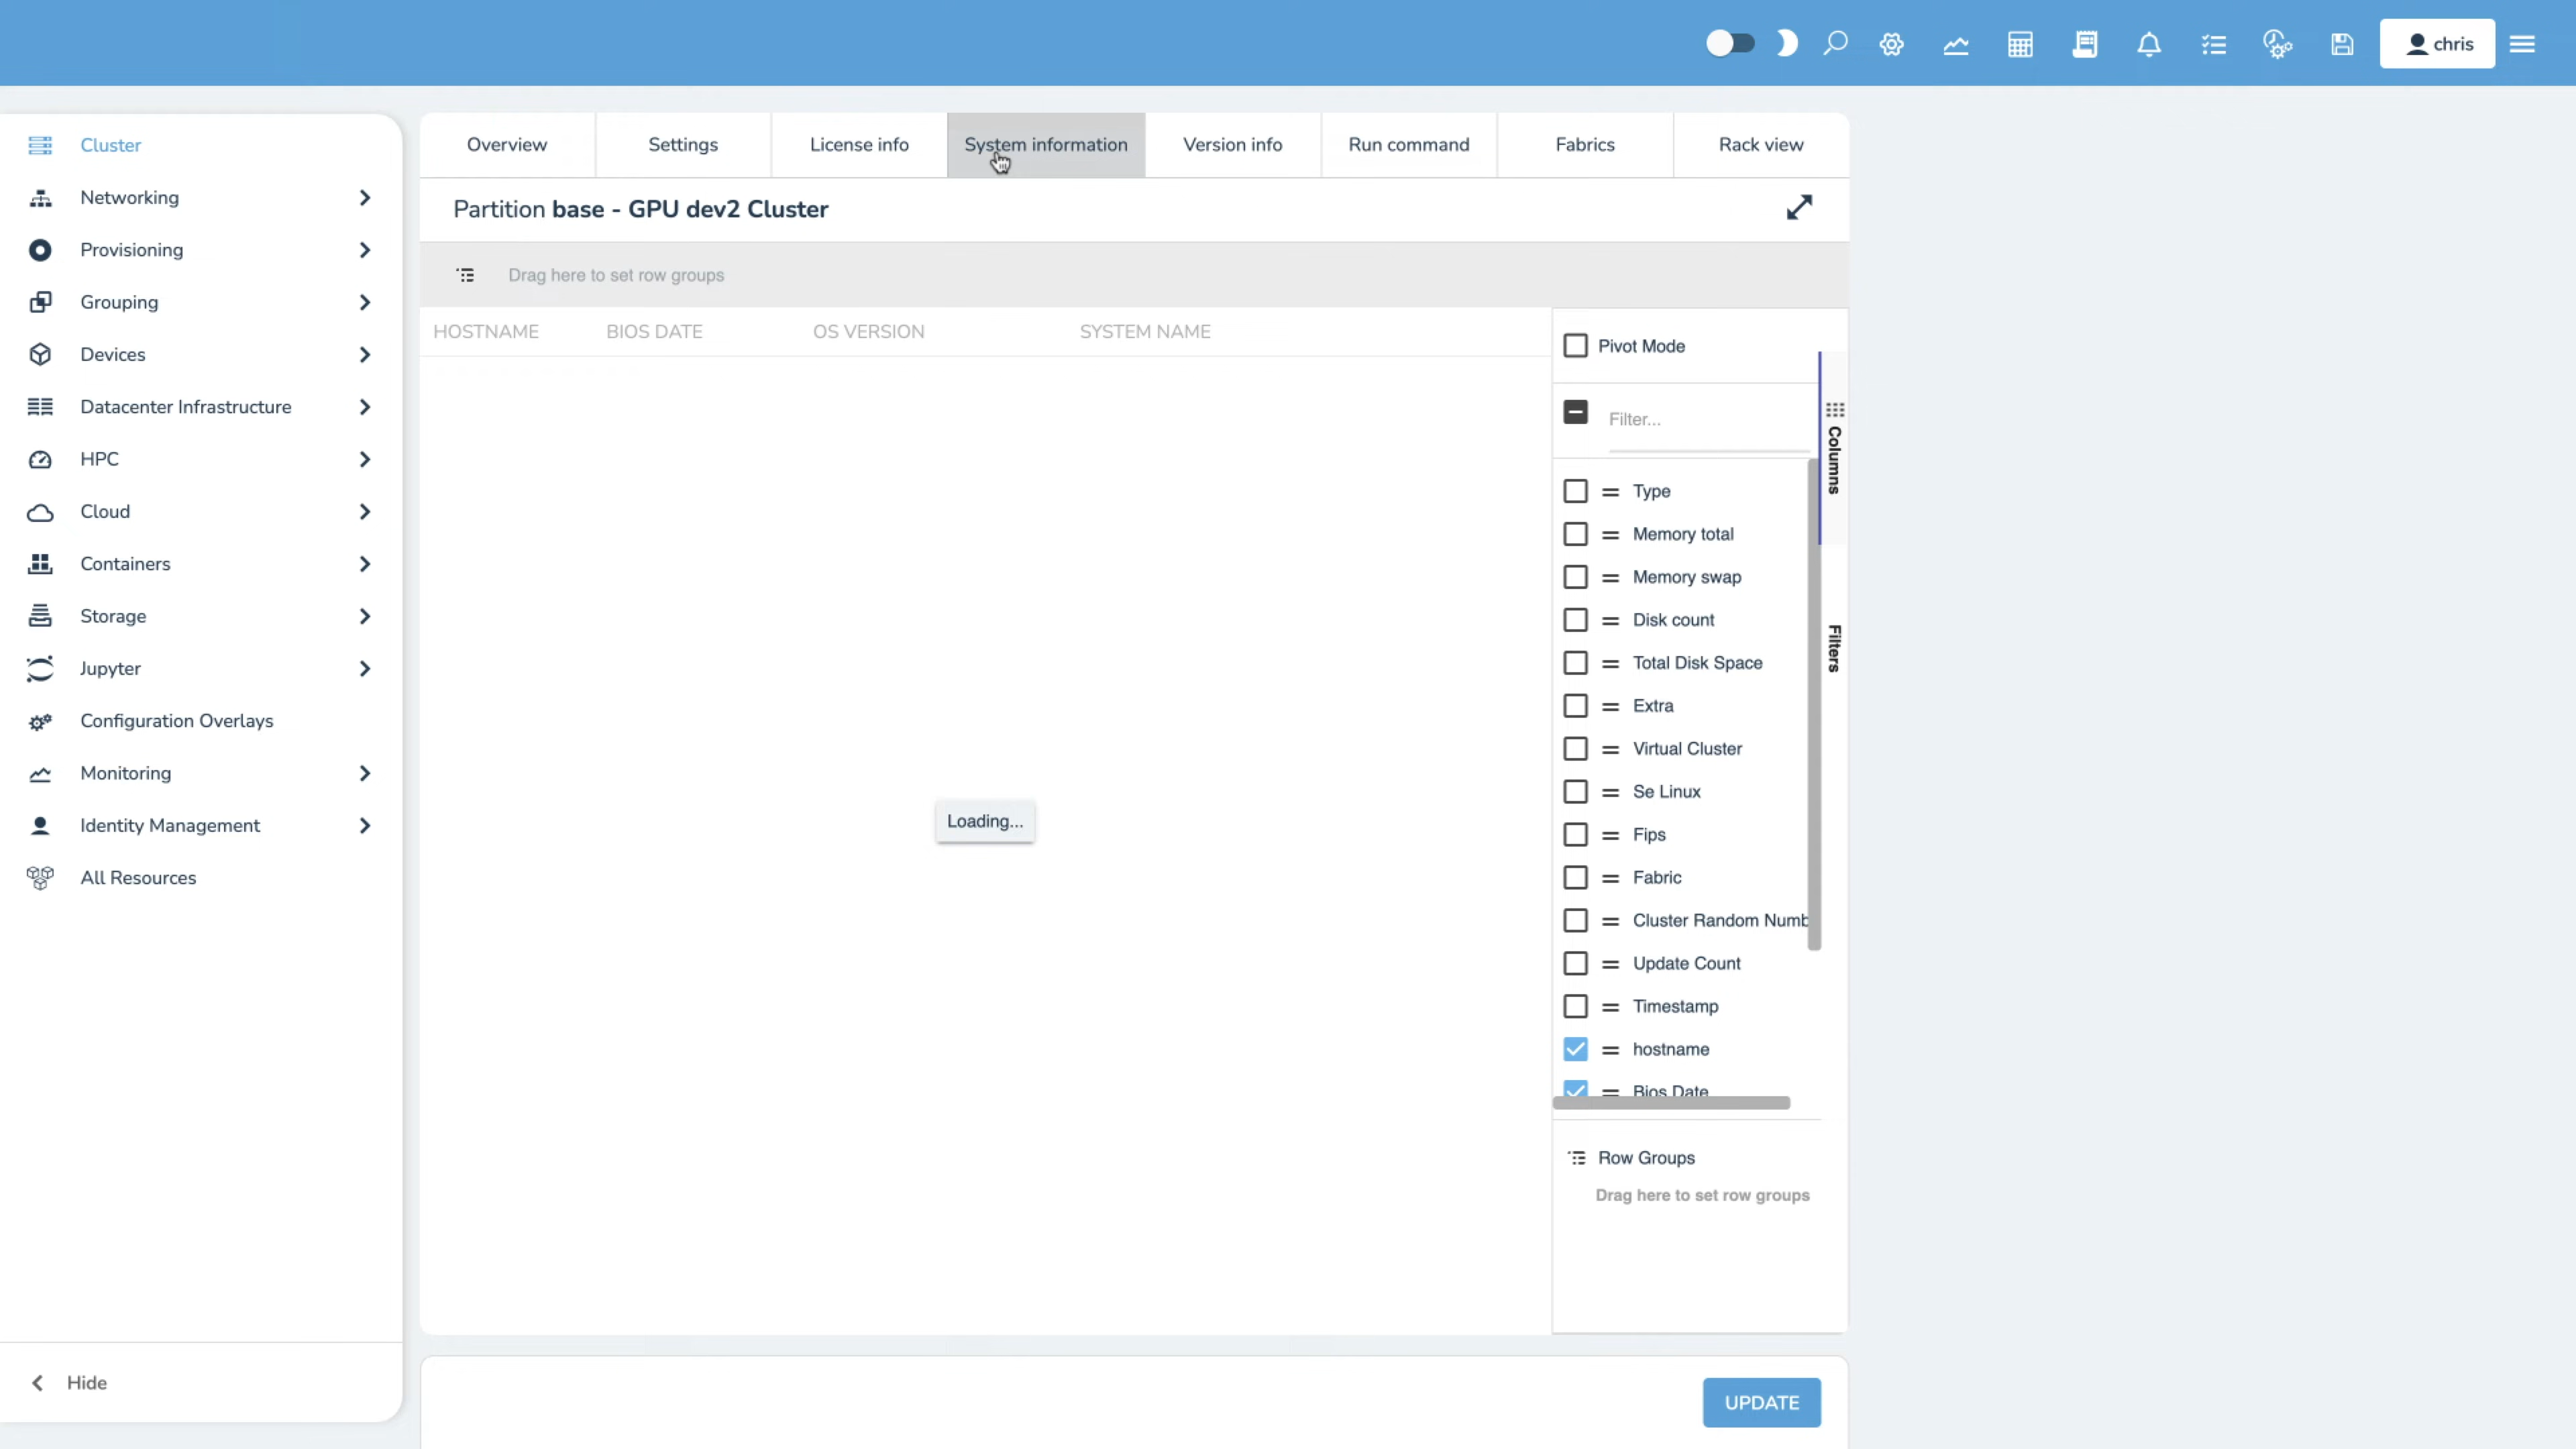 chris
Cluster
Networking
Provisioning
Grouping
Devices
Datacenter Infrastructure
HPC
Cloud
Containers
Storage
Jupyter
Configuration Overlays
Monitoring
Identity Management
All Resources
Hide
Overview
Settings
License info
System information
Version info
Run command
Fabrics
Rack view
Partition base - GPU dev2 Cluster
Drag here to set row groups
HOSTNAME
BIOS DATE
OS VERSION
SYSTEM NAME
Loading...
Pivot Mode
Filter...
Type
Memory total
Memory swap
Disk count
Total Disk Space
Extra
Virtual Cluster
Se Linux
Fips
Fabric
Cluster Random Numb
Update Count
Timestamp
hostname
Bios Date
Row Groups
Drag here to set row groups
Columns
Filters
UPDATE